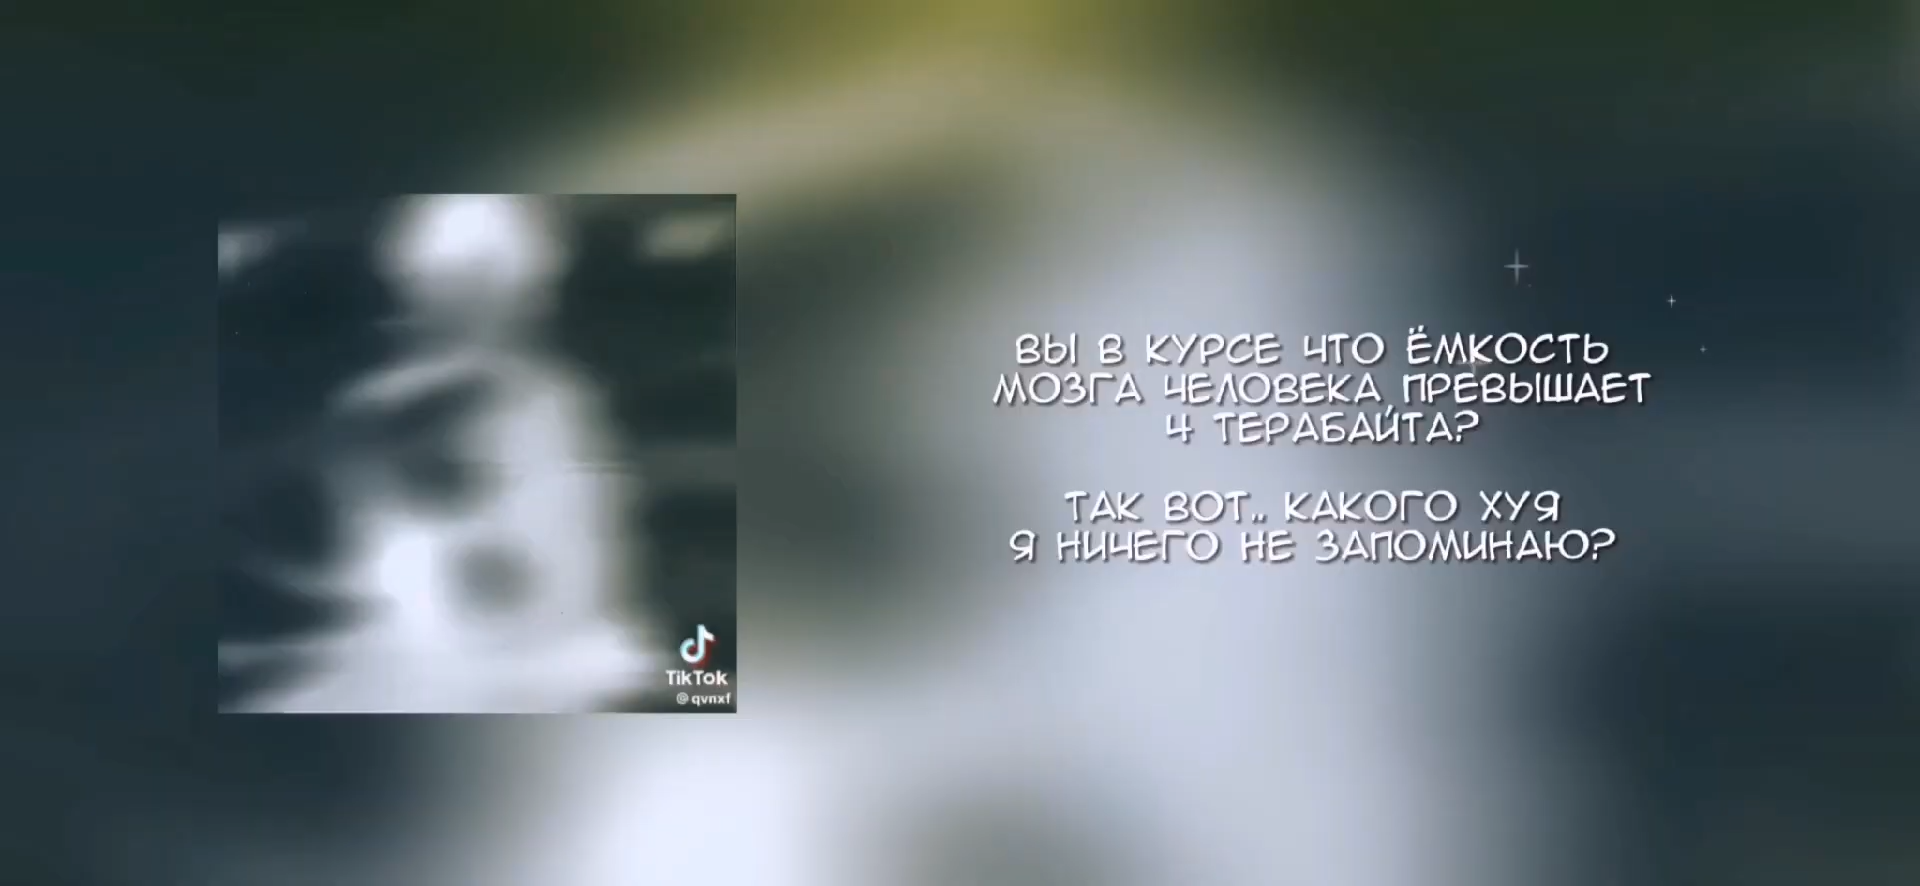 ВЫ В КУРСЕ ЧТО ЁМКОСТЬ
МОЗГА ЧЕЛОВЕКА ПРЕВЫШАЕТ
4 ТЕРАБАЙТА?
ТАК ВОТ.. КАКОГО ХУЯ
Я НИЧЕГО НЕ ЗАПОМИНАЮ?
TikTok
@qvnxf